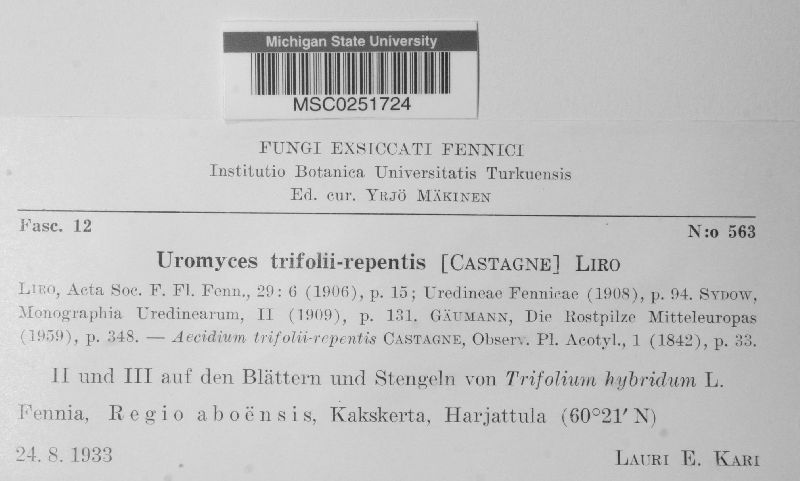 Michigan State University
MSC0251724
FUNGI EXSICCATI FENNICI
Institutio Botanica Universitatis Turkuensis
Ed. cur. YRJÖ MÄKINEN
Fasc. 12
N:o 563
Uromyces trifolii-repentis [CASTAGNE] LIRO
LIRO, Acta Soc. F. Fl. Fenn., 29: 6 (1906), p. 15; Uredineae Fennicae (1908), p. 94. SYDOW,
Monographia Uredinearum, II (1909), p. 131. GÄUMANN, Die Rostpilze Mitteleuropas
(1959), p. 348. — Aecidium trifolii-repentis CASTAGNE, Observ. Pl. Acotyl., 1 (1842), p. 33.
II und III auf den Blättern und Stengeln von Trifolium hybridum L.
Fennia, Regio aboënsis, Kakskerta, Harjattula (60°21′ N)
24. 8. 1933
LAURI E. KARI